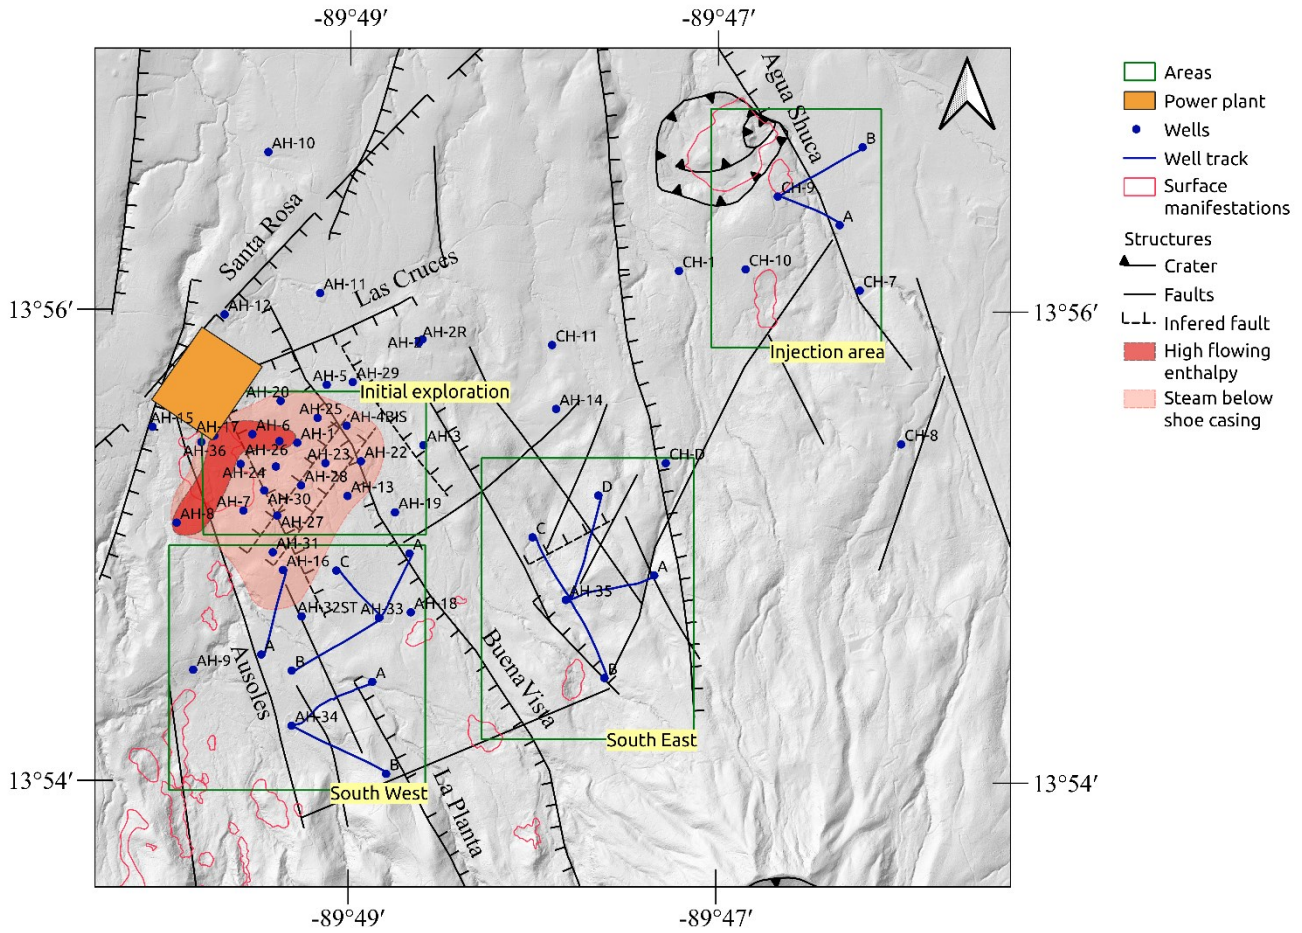 -89°49′
-89°47′
Agua Shuca
AH-10
B
CH-9
A
Santa Rosa
CH-1
CH-10
AH-11
Las Cruces
CH-7
13°56′
13°56′
AH-12
AH-2R
AH-2
CH-11
Injection area
AH-5
AH-29
Initial exploration
AH-20
AH-14
AH-25
AH-4BIS
AH-15
AH-17
AH-6
AH-1
AH-3
CH-8
AH-36
AH-26
AH-23
AH-22
CH-D
AH-24
AH-28
D
AH-7
AH-30
AH-13
AH-19
AH-8
AH-27
C
AH-31
A
AH-16
C
A
AH-35
AH-32ST
AH-33
AH-18
A
B
AH-9
Ausoles
A
B
Buena Vista
AH-34
South East
B
13°54′
13°54′
South West
La Planta
-89°49′
-89°47′
Areas
Power plant
Wells
Well track
Surface
manifestations
Structures
Crater
Faults
Infered fault
High flowing
enthalpy
Steam below
shoe casing